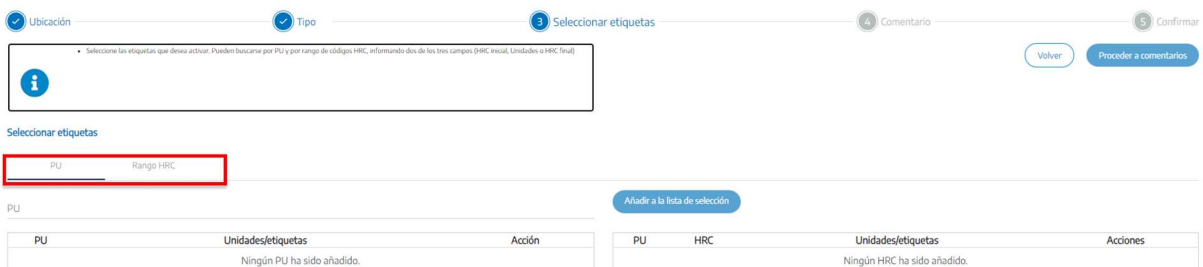 Ubicación
Tipo
3 Seleccionar etiquetas
4 Comentario
5 Confirmar
Seleccione las etiquetas que desea activar. Pueden buscarse por PU y por rango de códigos HRC, informando dos de los tres campos (HRC inicial, Unidades o HRC final)
Volver
Proceder a comentarios
Seleccionar etiquetas
PU Rango HRC
PU
Añadir a la lista de selección
PU Unidades/etiquetas Acción
Ningún PU ha sido añadido.
PU HRC Unidades/etiquetas Acciones
Ningún HRC ha sido añadido.